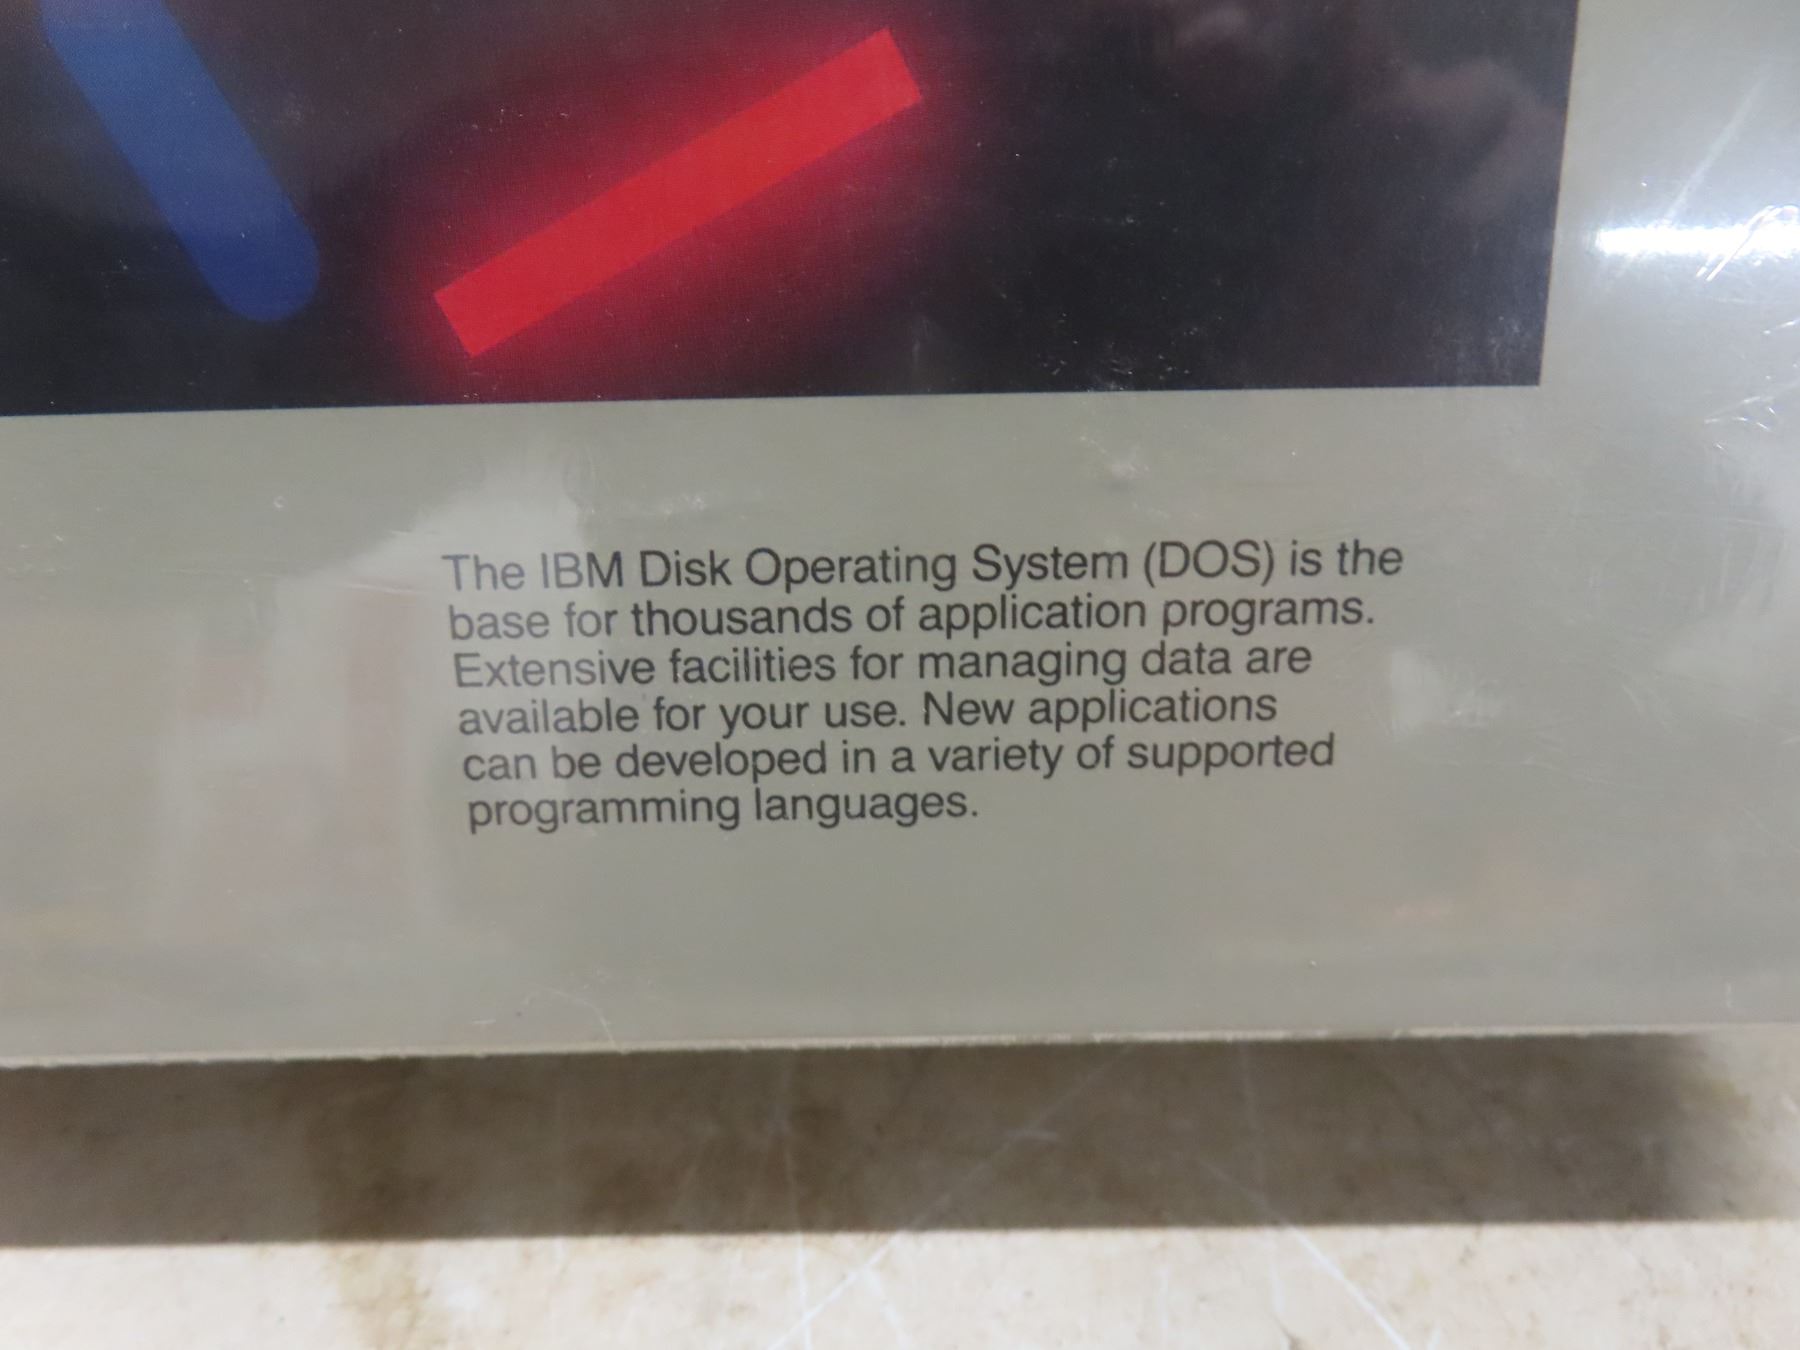 The IBM Disk Operating System (DOS) is the
base for thousands of application programs.
Extensive facilities for managing data are
available for your use. New applications
can be developed in a variety of supported
programming languages.